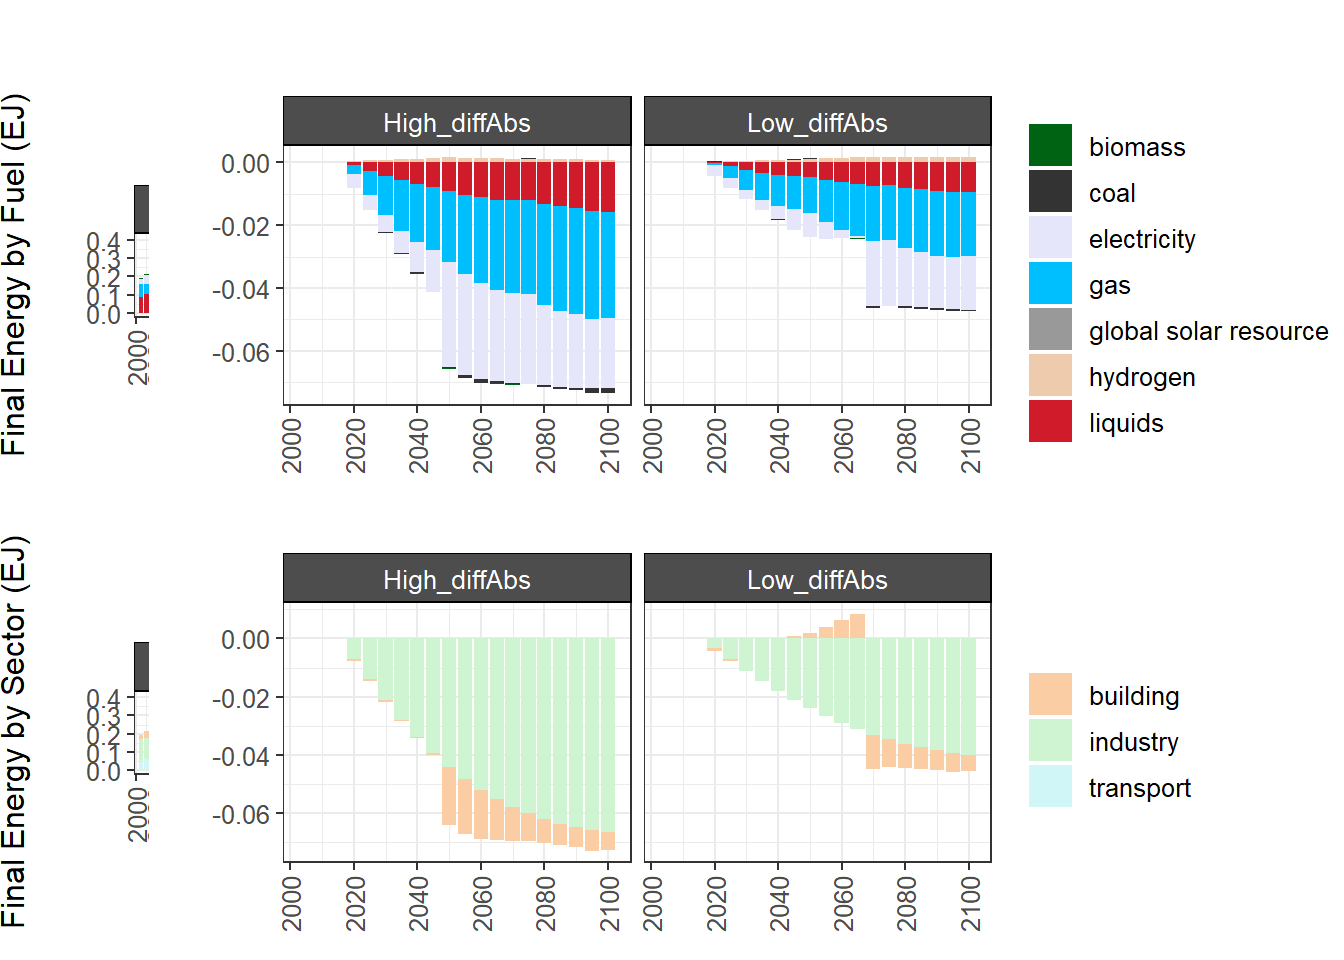 Final Energy by Fuel (EJ)
0.4
0.3
0.2
0.1
0.0
2000
High_diffAbs
Low_diffAbs
0.00
-0.02
-0.04
-0.06
2000
2020
2040
2060
2080
2100
2000
2020
2040
2060
2080
2100
biomass
coal
electricity
gas
global solar resource
hydrogen
liquids
Final Energy by Sector (EJ)
0.4
0.3
0.2
0.1
0.0
2000
High_diffAbs
Low_diffAbs
0.00
-0.02
-0.04
-0.06
2000
2020
2040
2060
2080
2100
2000
2020
2040
2060
2080
2100
building
industry
transport